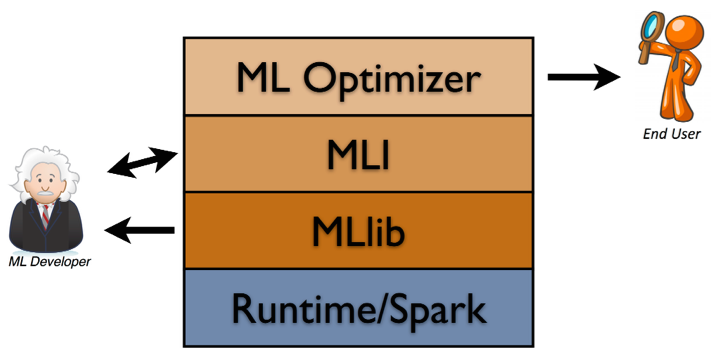 ML Optimizer
End User
MLI
MLlib
ML Developer
Runtime/Spark